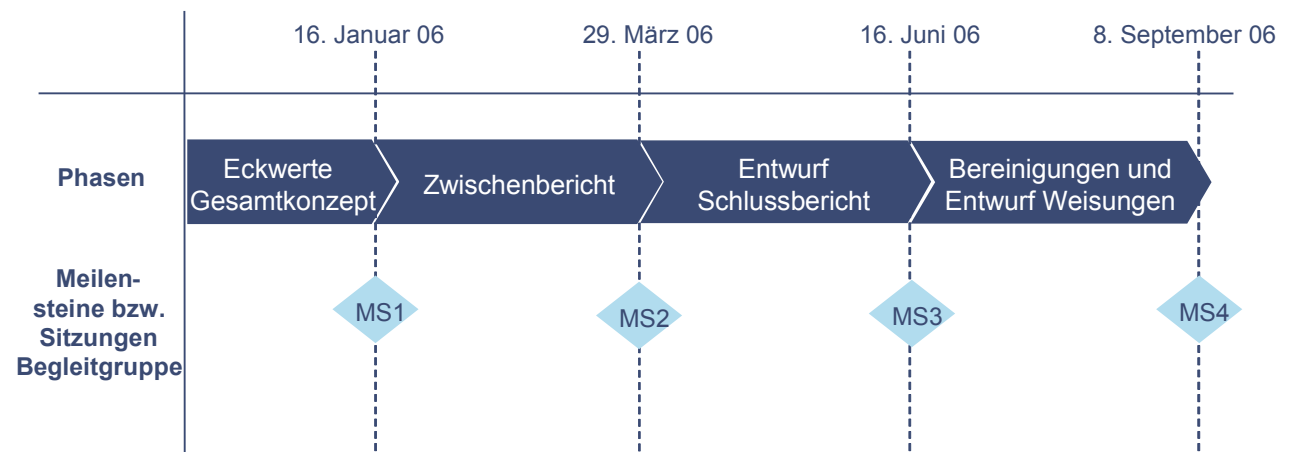 16. Januar 06
29. März 06
16. Juni 06
8. September 06
Phasen
Eckwerte
Gesamtkonzept
Zwischenbericht
Entwurf
Schlussbericht
Bereinigungen und
Entwurf Weisungen
Meilen-
steine bzw.
Sitzungen
Begleitgruppe
MS1
MS2
MS3
MS4